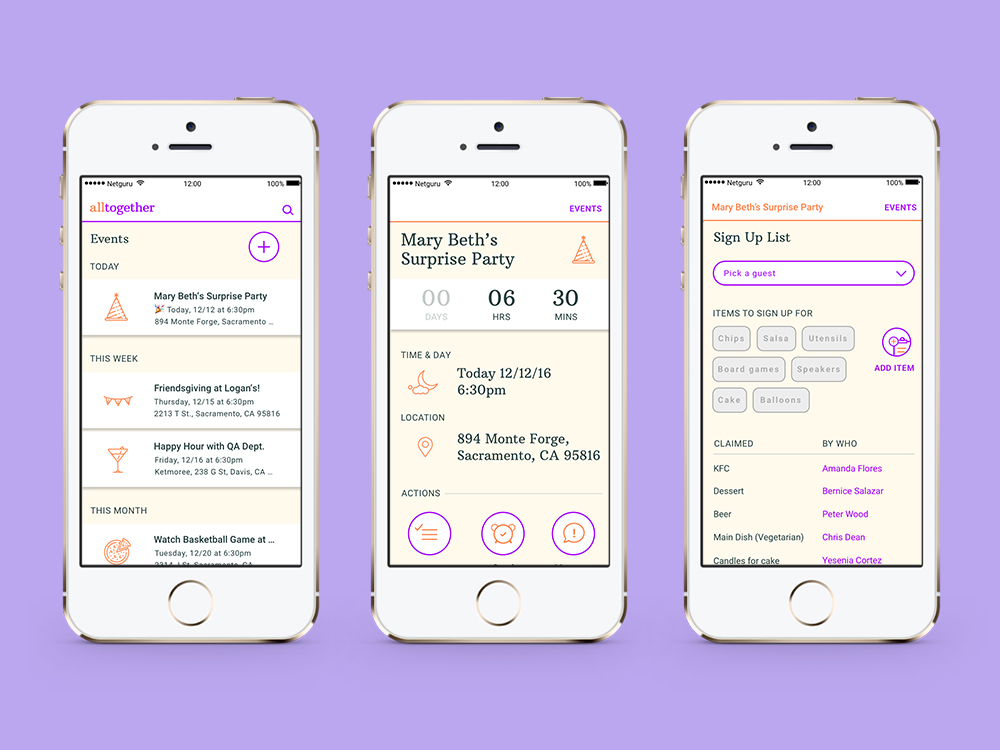 Netguru 12:00 100%
alltogether
Events
TODAY
Mary Beth's Surprise Party
🎉 Today, 12/12 at 6:30pm
894 Monte Forge, Sacramento ...
THIS WEEK
Friendsgiving at Logan's!
Thursday, 12/15 at 6:30pm
2213 T St., Sacramento, CA 95816
Happy Hour with QA Dept.
Friday, 12/16 at 6:30pm
Ketmoree, 238 G St, Davis, CA ...
THIS MONTH
Watch Basketball Game at ...
Tuesday, 12/20 at 6:30pm
Netguru 12:00 100%
EVENTS
Mary Beth's
Surprise Party
00 06 30
DAYS HRS MINS
TIME & DAY
Today 12/12/16
6:30pm
LOCATION
894 Monte Forge,
Sacramento, CA 95816
ACTIONS
Netguru 12:00 100%
Mary Beth's Surprise Party EVENTS
Sign Up List
Pick a guest
ITEMS TO SIGN UP FOR
Chips Salsa Utensils
Board games Speakers
Cake Balloons
ADD ITEM
CLAIMED BY WHO
KFC Amanda Flores
Dessert Bernice Salazar
Beer Peter Wood
Main Dish (Vegetarian) Chris Dean
Candles for cake Yesenia Cortez